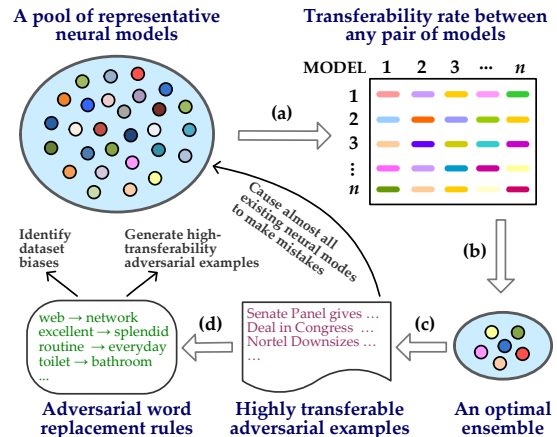 A pool of representative
neural models
Transferability rate between
any pair of models
MODEL 1 2 3 ... n
1
2
3
⋮
n
(a)
Cause almost all
existing neural modes
to make mistakes
(b)
Identify
dataset
biases
Generate high-
transferability
adversarial examples
web → network
excellent → splendid
routine → everyday
toilet → bathroom
...
(d)
Senate Panel gives ...
Deal in Congress ...
Nortel Downsizes ...
...
(c)
Adversarial word
replacement rules
Highly transferable
adversarial examples
An optimal
ensemble